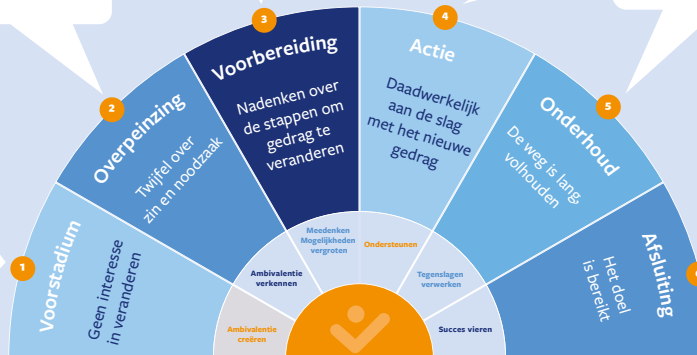 1
Voorstadium
Geen interesse
in veranderen
Ambivalentie
creëren
2
Overpeinzing
Twijfel over
zin en noodzaak
Ambivalentie
verkennen
3
Voorbereiding
Nadenken over
de stappen om
gedrag te
veranderen
Meedenken
Mogelijkheden
vergroten
4
Actie
Daadwerkelijk
aan de slag
met het nieuwe
gedrag
Ondersteunen
5
Onderhoud
De weg is lang,
volhouden
Tegenslagen
verwerken
Afsluiting
Het doel
is bereikt
Succes vieren